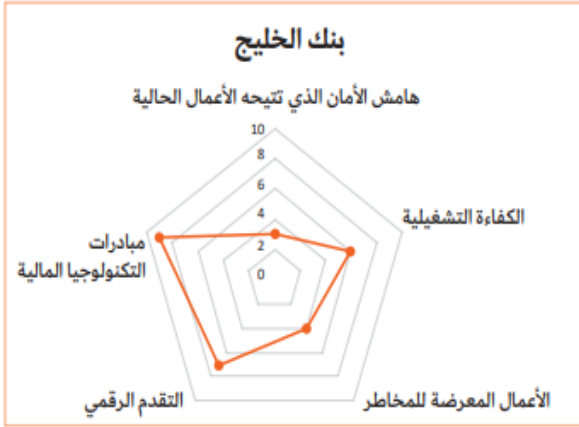 بنك الخليج
هامش الأمان الذي تتيحه الأعمال الحالية
10
8
6
4
2
0
الكفاءة التشغيلية
مبادرات
التكنولوجيا المالية
الأعمال المعرضة للمخاطر
التقدم الرقمي